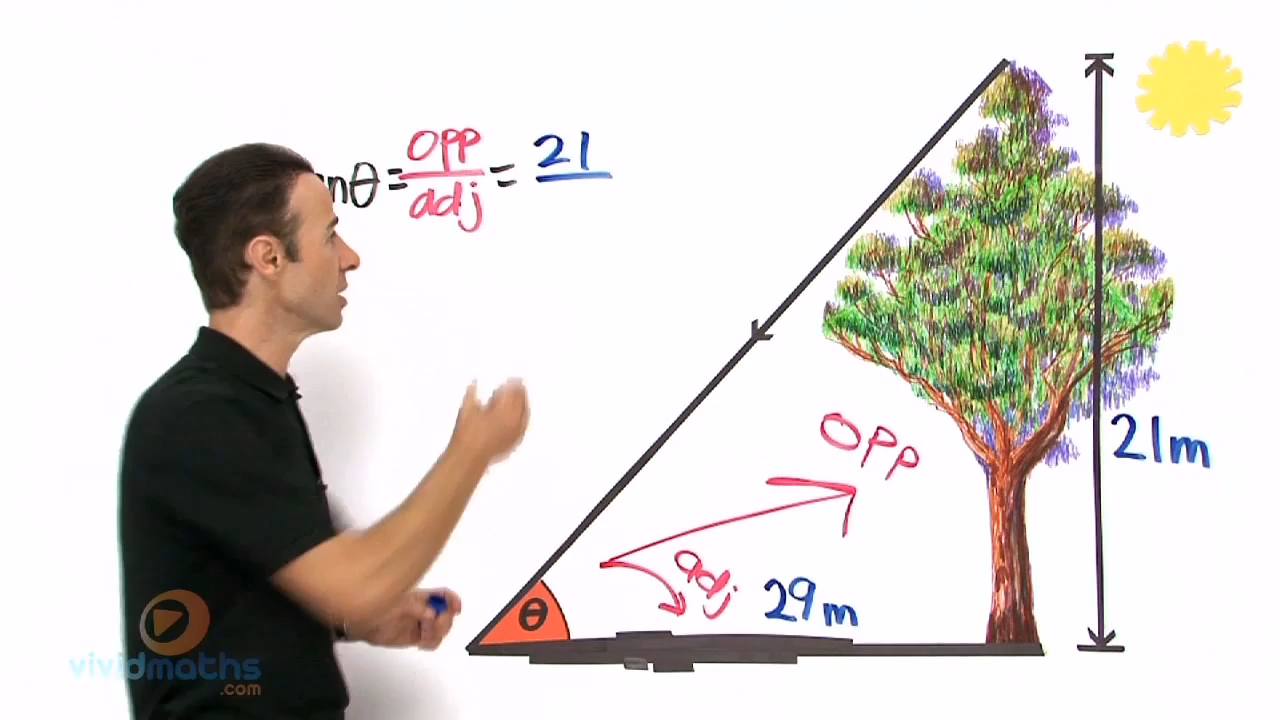 nθ = opp/adj = 21
opp
21m
adj 29m
θ
vividmaths
.com